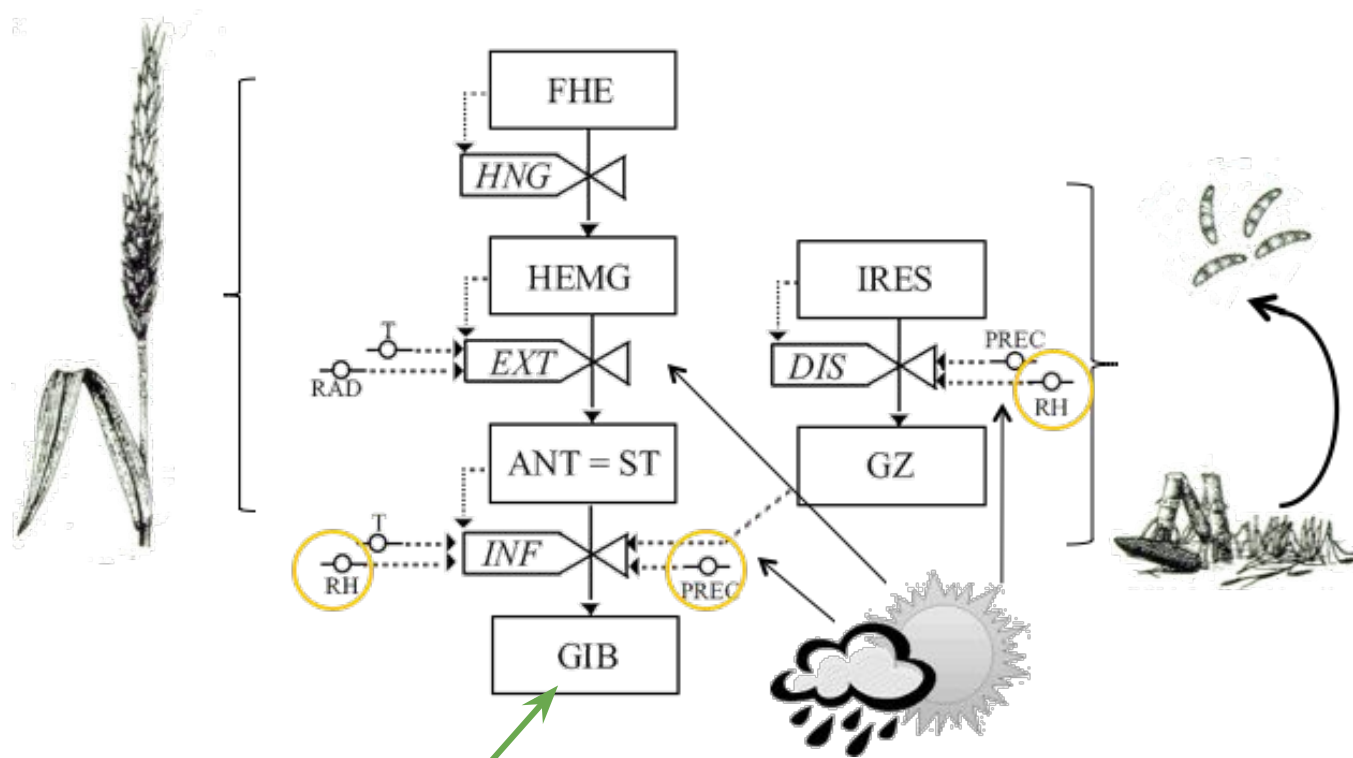 FHE
HNG
HEMG
IRES
T
EXT
RAD
DIS
PREC
RH
ANT = ST
GZ
T
INF
RH
PREC
GIB